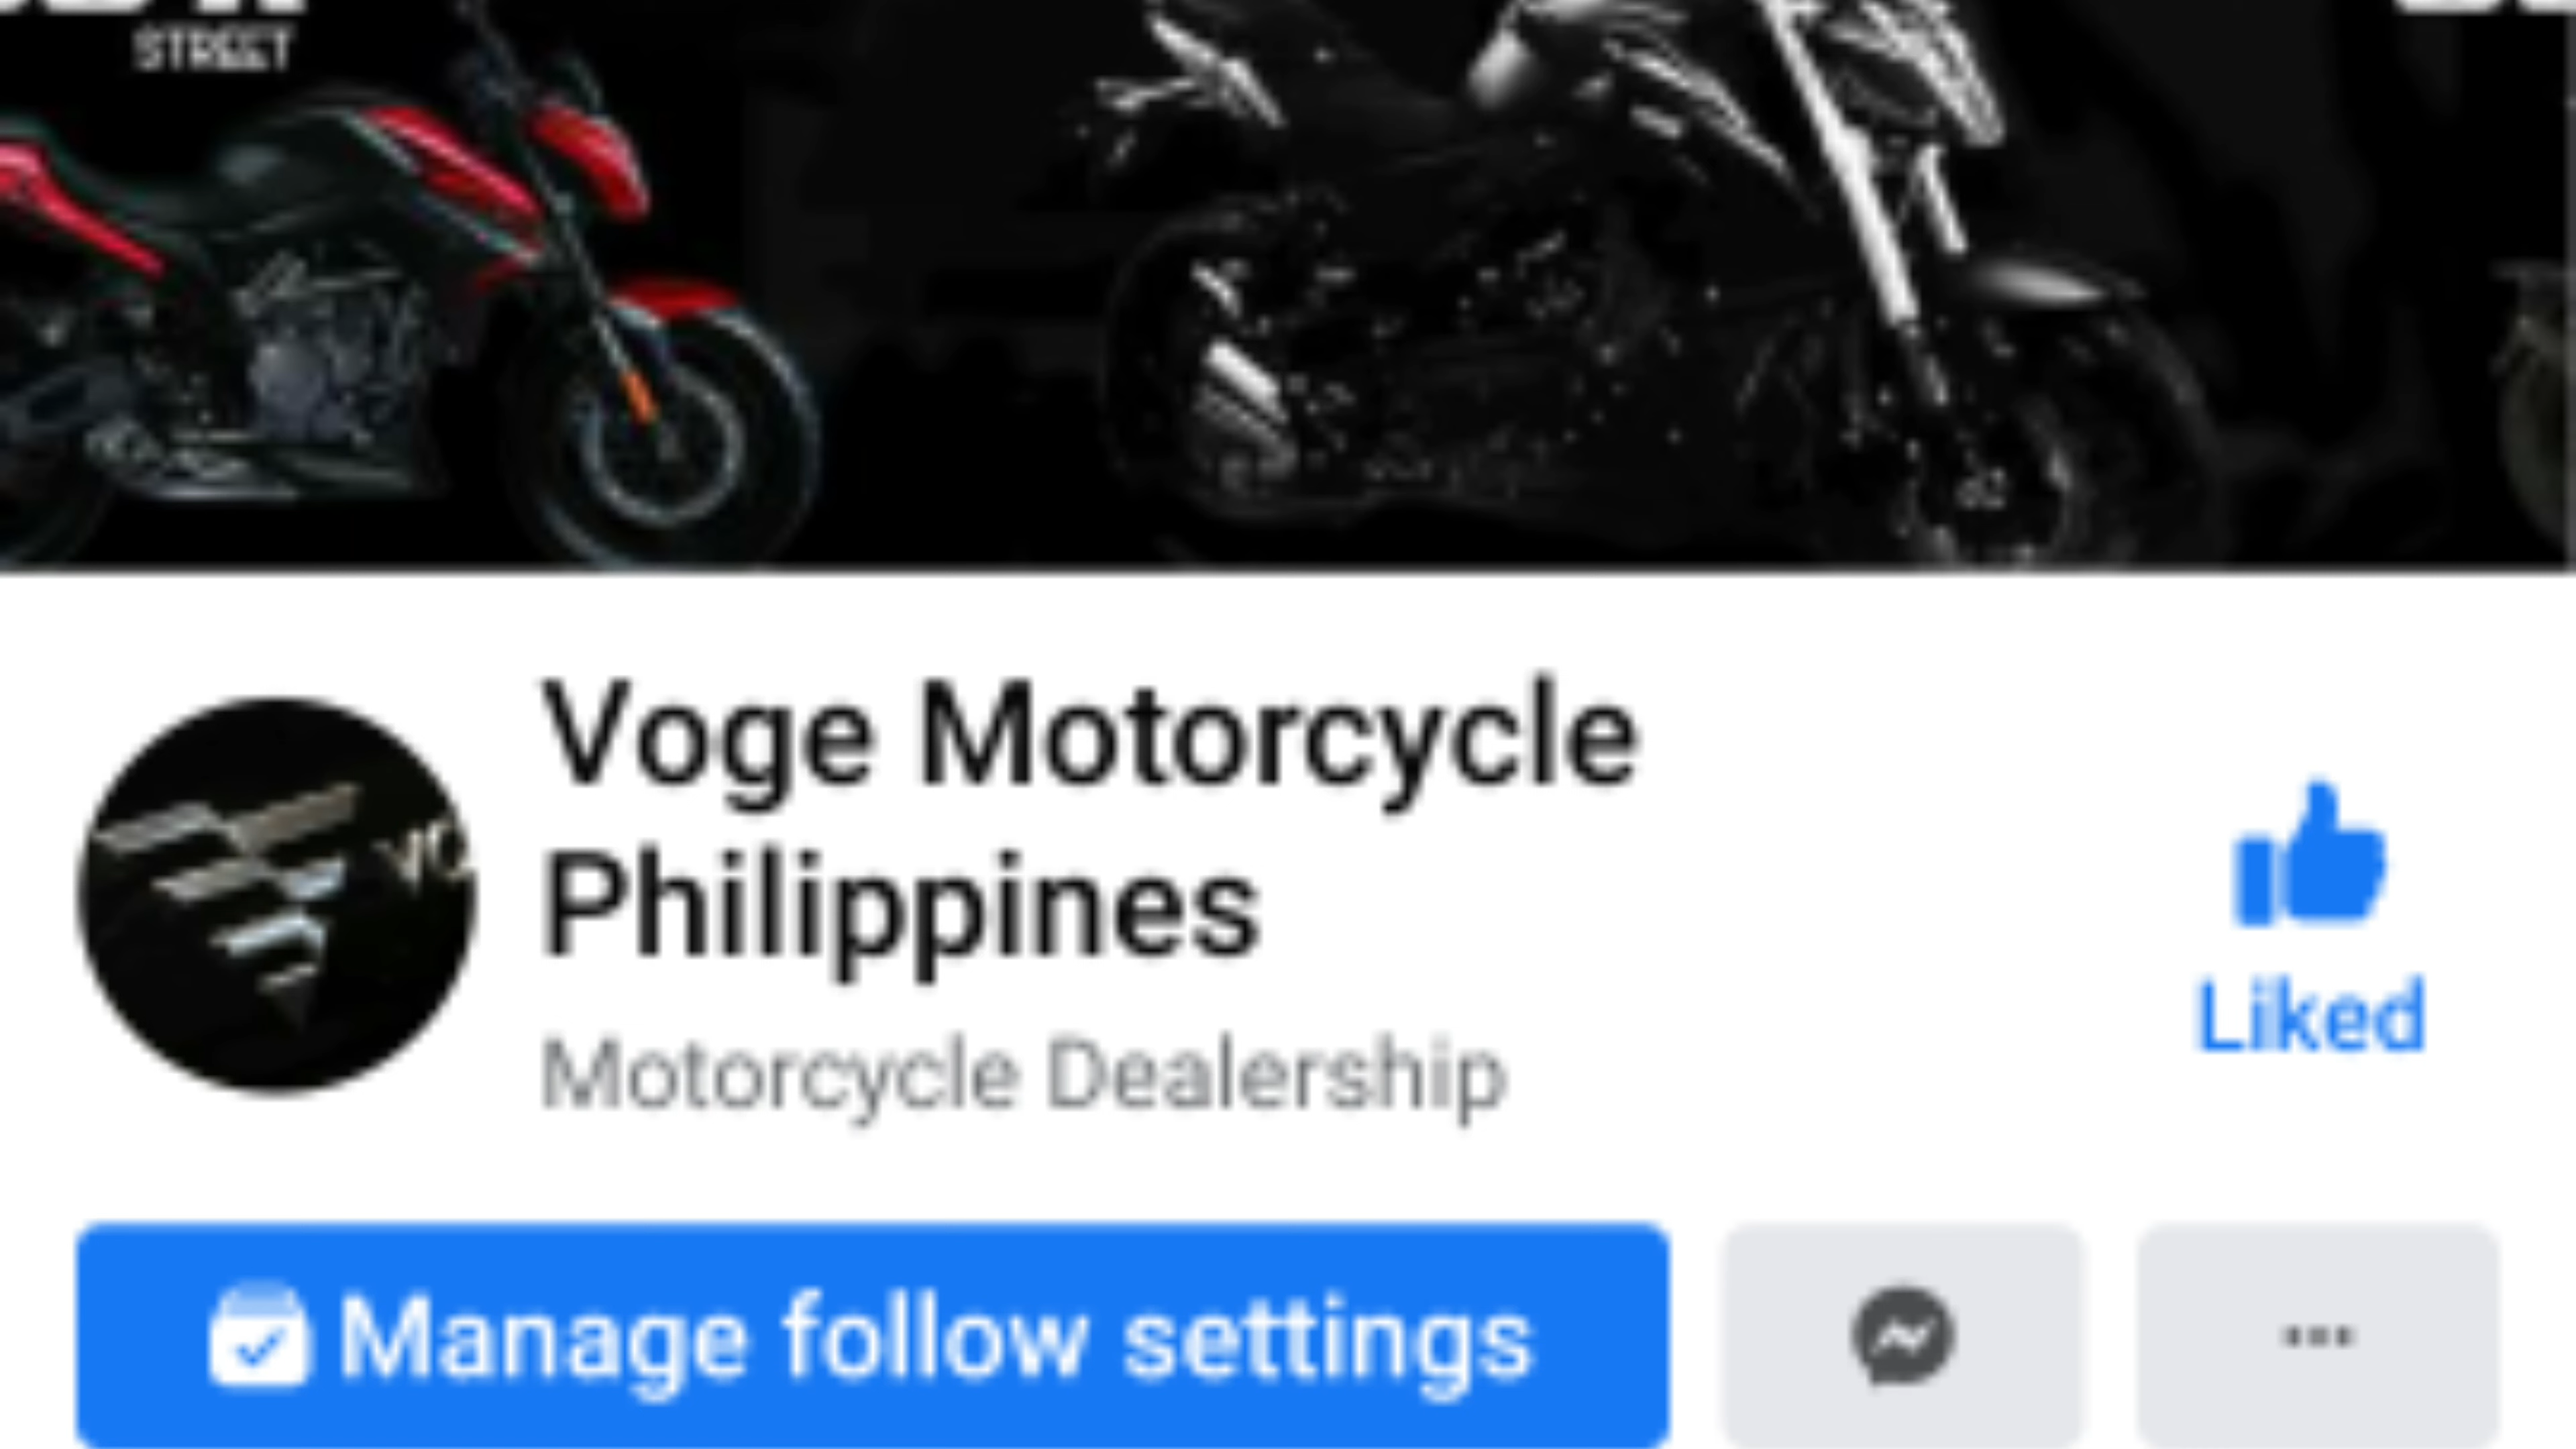 STREET
Voge Motorcycle
Philippines
Motorcycle Dealership
Liked
Manage follow settings